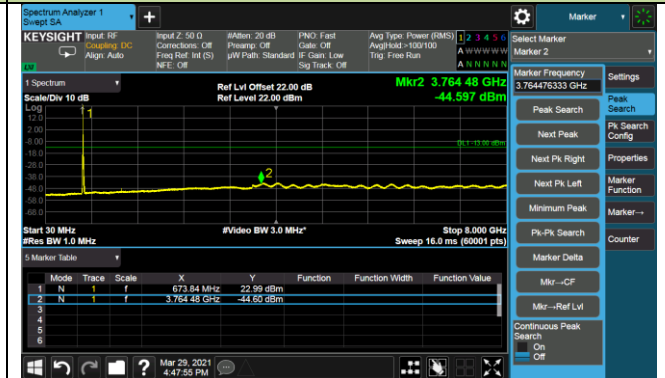 Spectrum Analyzer 1
Swept SA
Marker
KEYSIGHT Input: RF
Coupling: DC
Align: Auto
Input Z: 50 Ω
Corrections: Off
Freq Ref: Int (S)
NFE: Off
#Atten: 20 dB
Preamp: Off
µW Path: Standard
PNO: Fast
Gate: Off
IF Gain: Low
Sig Track: Off
Avg Type: Power (RMS)
Avg|Hold:>100/100
Trig: Free Run
1 2 3 4 5 6
A W W W W W
A N N N N N
Select Marker
Marker 2
Marker Frequency
3.764476333 GHz
Settings
1 Spectrum
Scale/Div 10 dB
Ref Lvl Offset 22.00 dB
Ref Level 22.00 dBm
Mkr2 3.764 48 GHz
-44.597 dBm
Log
12.0
2.00
-8.00
-18.0
-28.0
-38.0
-48.0
-58.0
-68.0
1
2
DL1 -13.00 dBm
Start 30 MHz
#Res BW 1.0 MHz
#Video BW 3.0 MHz*
Stop 8.000 GHz
Sweep 16.0 ms (60001 pts)
Peak Search
Next Peak
Next Pk Right
Next Pk Left
Minimum Peak
Pk-Pk Search
Marker Delta
Mkr→CF
Mkr→Ref Lvl
Continuous Peak
Search
On
Off
Peak
Search
Pk Search
Config
Properties
Marker
Function
Marker→
Counter
5 Marker Table
Mode Trace Scale X Y Function Function Width Function Value
1 N 1 f 673.84 MHz 22.99 dBm
2 N 1 f 3.764 48 GHz -44.60 dBm
3
4
5
6
?
Mar 29, 2021
4:47:55 PM